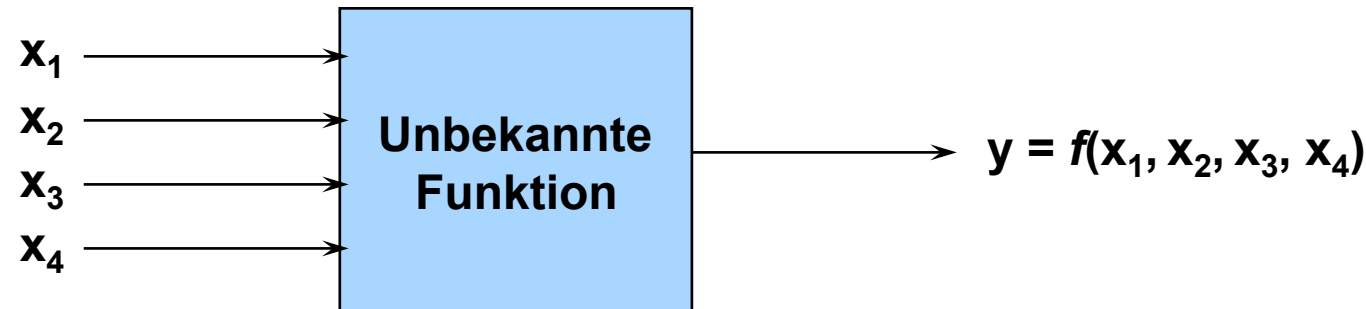 x₁
x₂
x₃
x₄
Unbekannte
Funktion
y = f(x₁, x₂, x₃, x₄)